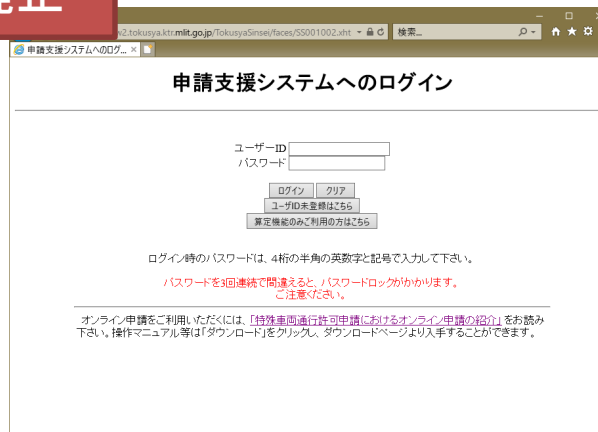 廃止
w2.tokusya.ktr.mlit.go.jp/TokusyaSinsei/faces/SS001002.xht
検索...
申請支援システムへのログ...
申請支援システムへのログイン
ユーザーID
パスワード
ログイン クリア
ユーザID未登録はこちら
算定機能のみご利用の方はこちら
ログイン時のパスワードは、4桁の半角の英数字と記号で入力して下さい。
パスワードを3回連続で間違えると、パスワードロックがかかります。
ご注意ください。
オンライン申請をご利用いただくには、「特殊車両通行許可申請におけるオンライン申請の紹介」をお読み
下さい。操作マニュアル等は「ダウンロード」をクリックし、ダウンロードページより入手することができます。